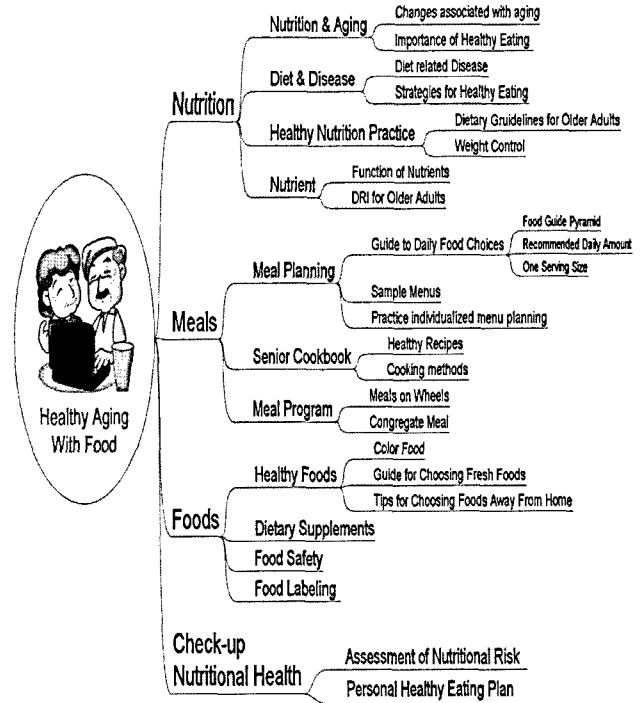 Healthy Aging
With Food
Nutrition
Nutrition & Aging
Changes associated with aging
Importance of Healthy Eating
Diet & Disease
Diet related Disease
Strategies for Healthy Eating
Healthy Nutrition Practice
Dietary Gruidelines for Older Adults
Weight Control
Nutrient
Function of Nutrients
DRI for Older Adults
Meals
Meal Planning
Guide to Daily Food Choices
Food Guide Pyramid
Recommended Daily Amount
One Serving Size
Sample Menus
Practice individualized menu planning
Senior Cookbook
Healthy Recipes
Cooking methods
Meal Program
Meals on Wheels
Congregate Meal
Foods
Healthy Foods
Color Food
Guide for Choosing Fresh Foods
Tips for Choosing Foods Away From Home
Dietary Supplements
Food Safety
Food Labeling
Check-up
Nutritional Health
Assessment of Nutritional Risk
Personal Healthy Eating Plan